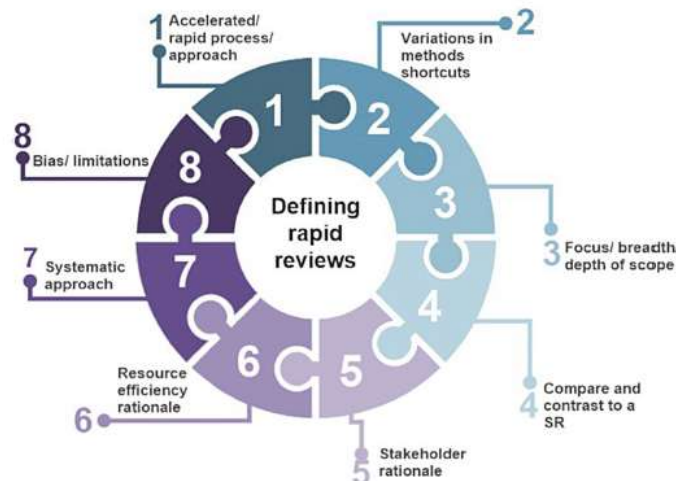 1
Accelerated/
rapid process/
approach
2
Variations in
methods
shortcuts
3
Focus/ breadth
depth of scope
4
Compare and
contrast to a
SR
5
Stakeholder
rationale
6
Resource
efficiency
rationale
7
Systematic
approach
8
Bias/ limitations
1
2
3
4
5
6
7
8
Defining
rapid
reviews